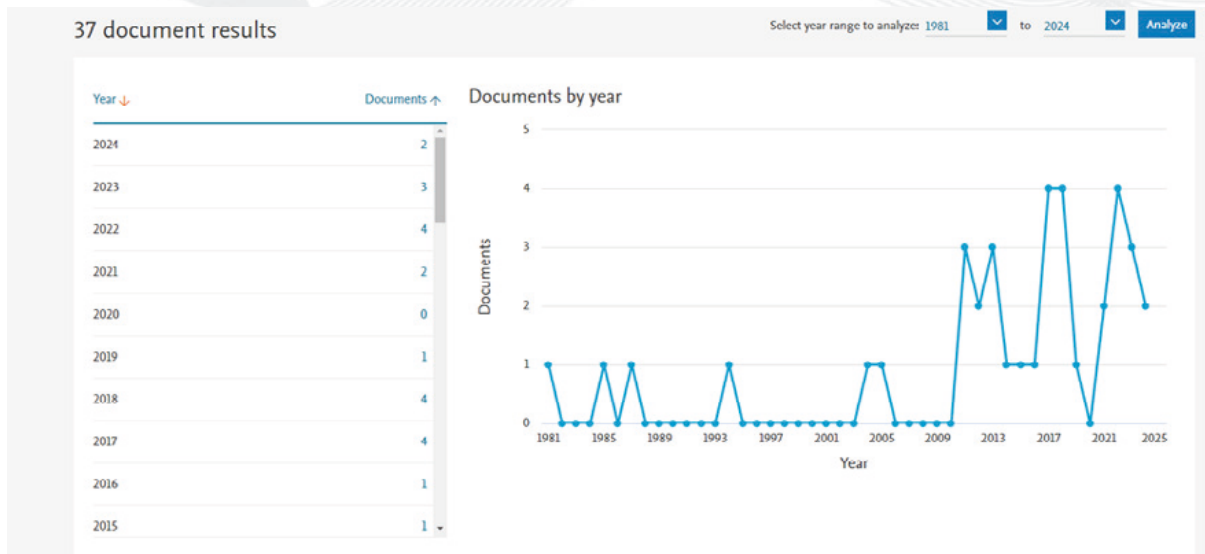 37 document results
Select year range to analyze: 1981 to 2024 Analyze
Year Documents
2024 2
2023 3
2022 4
2021 2
2020 0
2019 1
2018 4
2017 4
2016 1
2015 1
Documents by year
Documents
5
4
3
2
1
0
1981 1985 1989 1993 1997 2001 2005 2009 2013 2017 2021 2025
Year